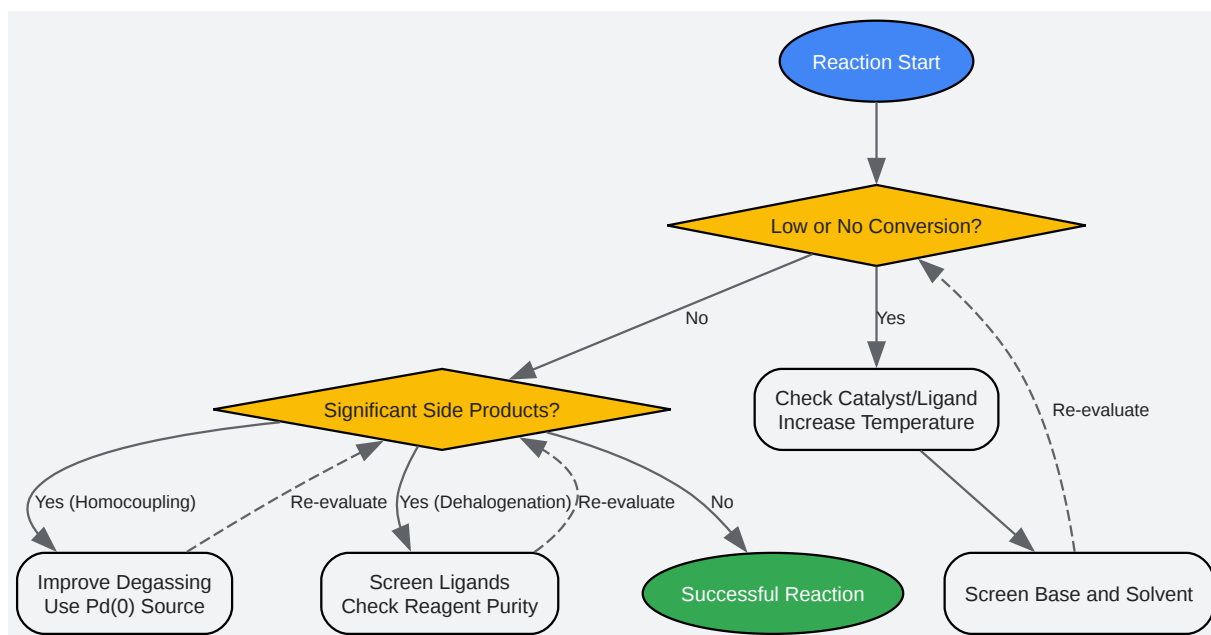 Reaction Start
Low or No Conversion?
No
Yes
Check Catalyst/Ligand
Increase Temperature
Significant Side Products?
Re-evaluate
Yes (Homocoupling)
Re-evaluate
Yes (Dehalogenation)
Re-evaluate
No
Improve Degassing
Use Pd(0) Source
Screen Ligands
Check Reagent Purity
Successful Reaction
Screen Base and Solvent